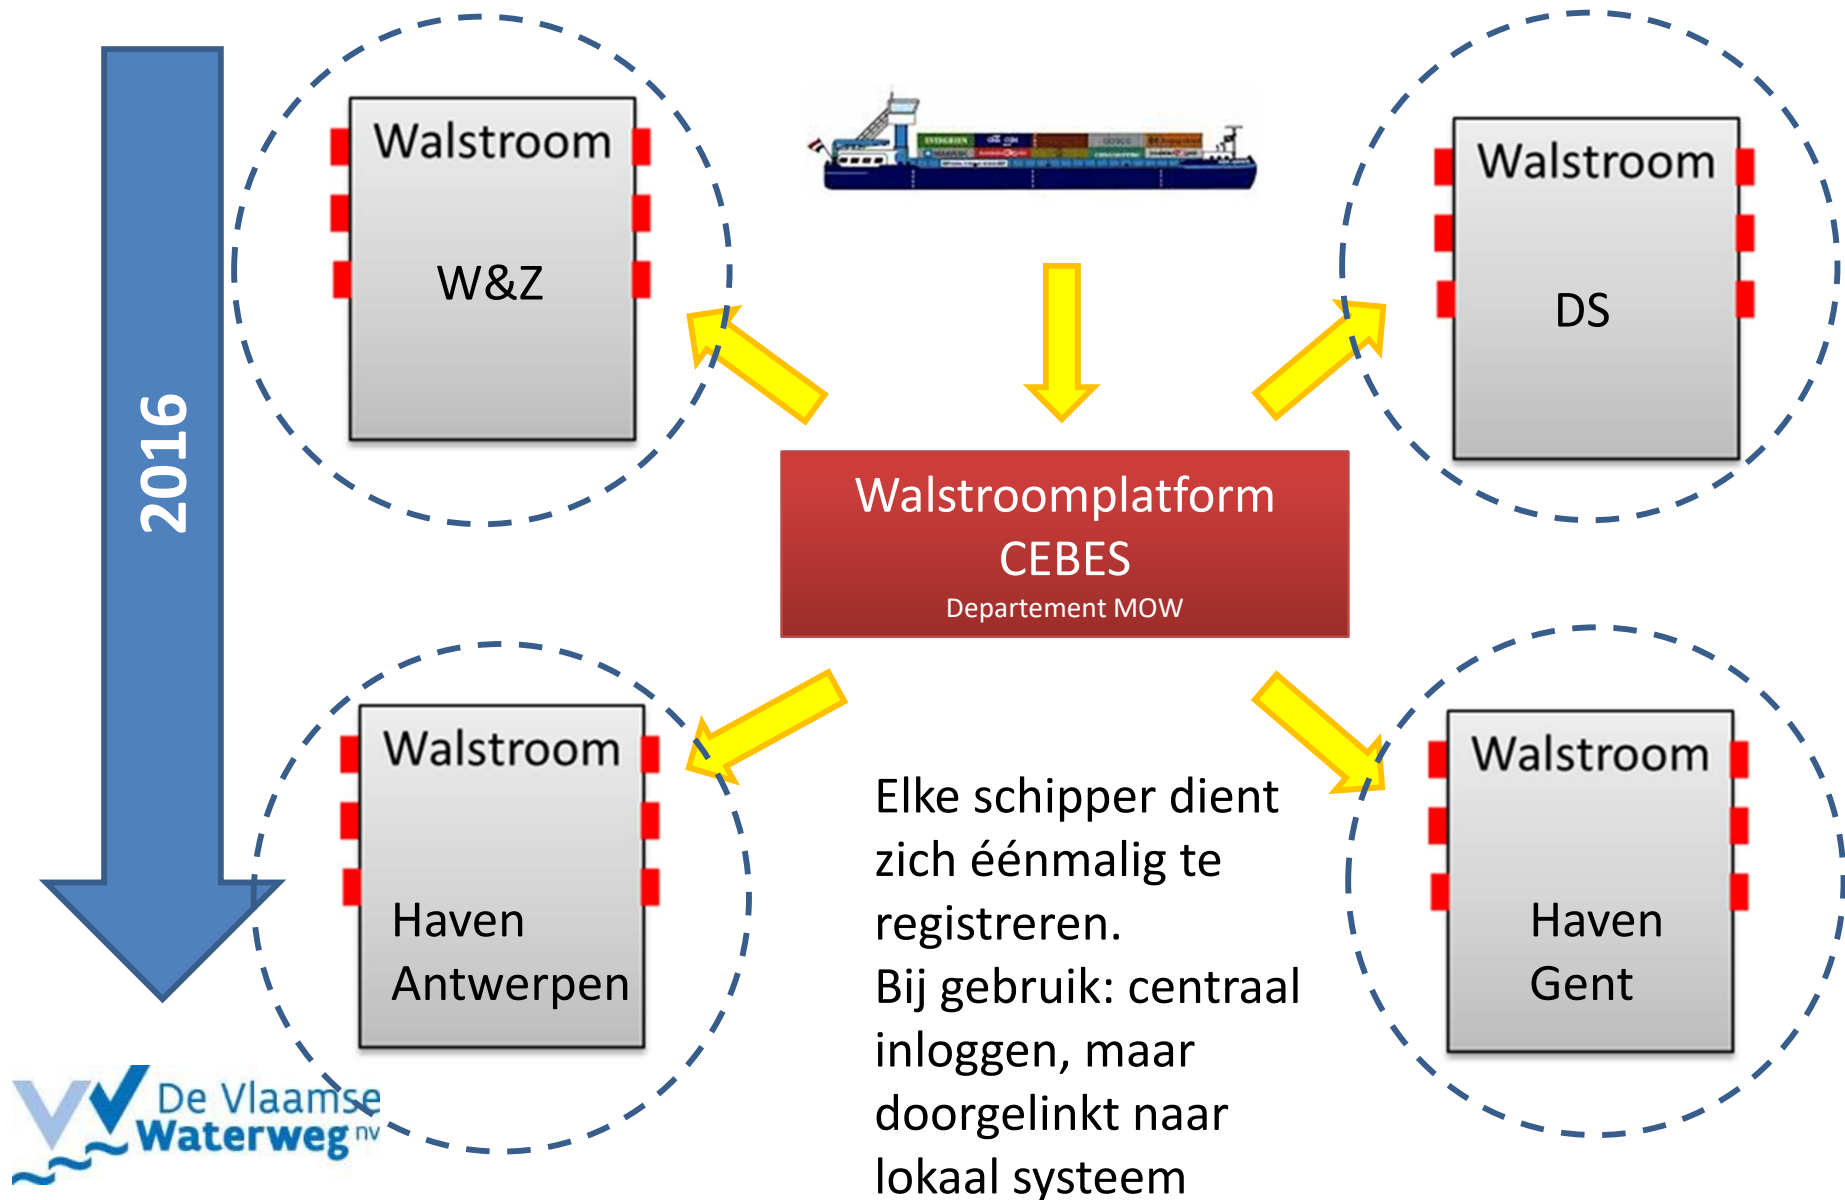 2016
Walstroom
W&Z
Walstroom
DS
Walstroomplatform
CEBES
Departement MOW
Walstroom
Haven
Antwerpen
Elke schipper dient
zich éénmalig te
registreren.
Bij gebruik: centraal
inloggen, maar
doorgelinkt naar
lokaal systeem
Walstroom
Haven
Gent
De Vlaamse
Waterweg nv